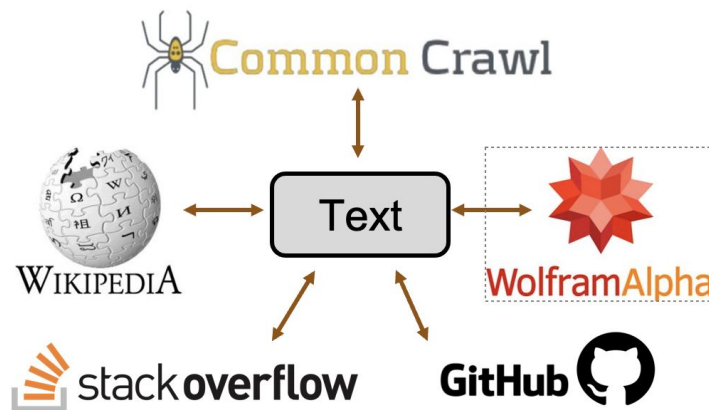 Common Crawl
Text
WIKIPEDIA
WolframAlpha
stackoverflow
GitHub